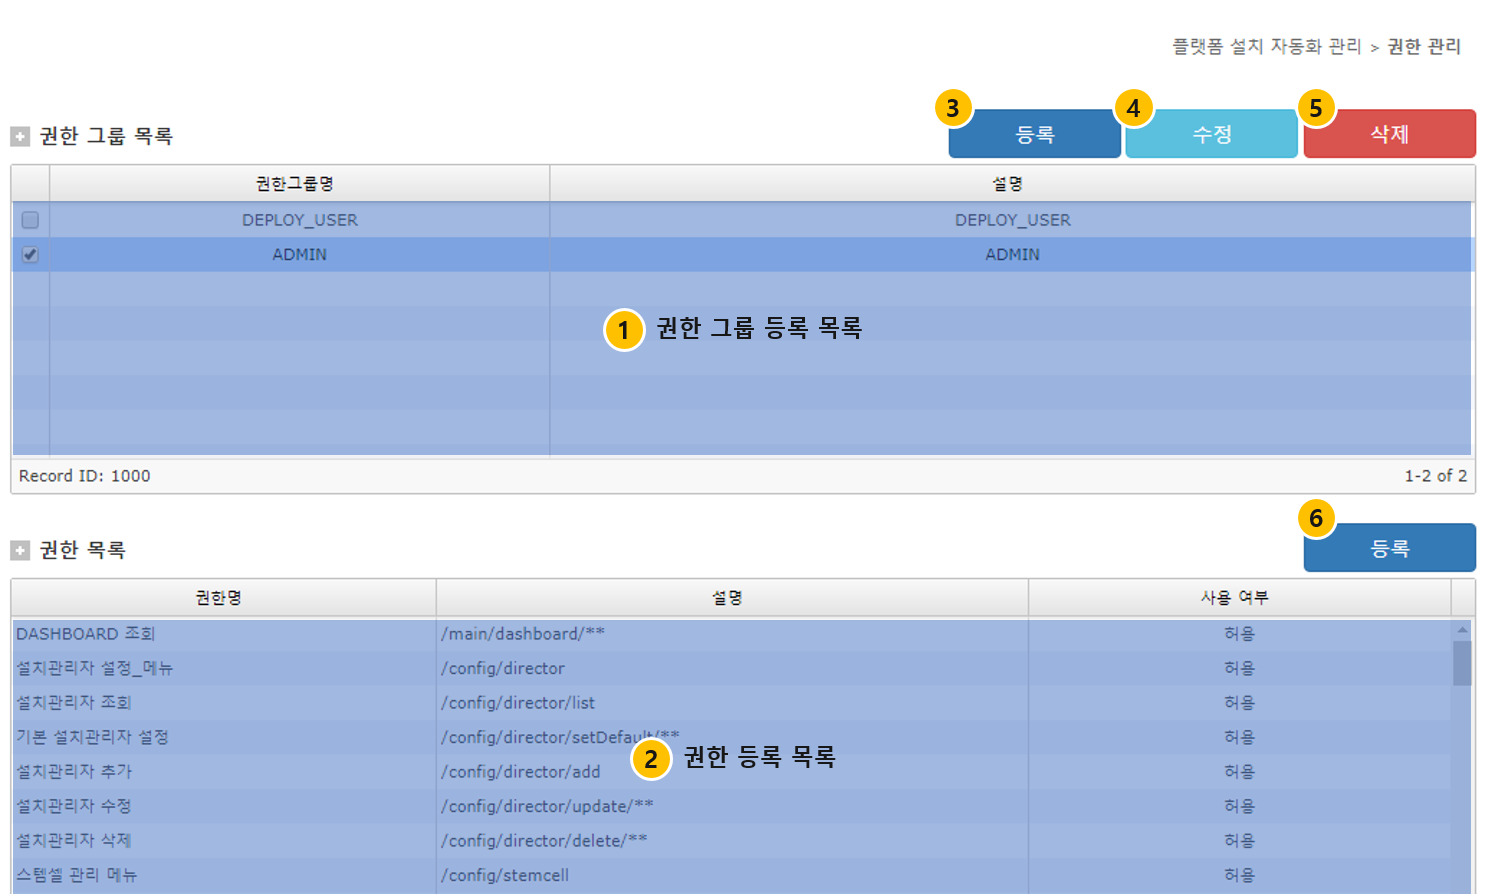 플랫폼 설치 자동화 관리 > 권한 관리
권한 그룹 목록
3 등록 4 수정 5 삭제
권한그룹명 설명
DEPLOY_USER DEPLOY_USER
ADMIN ADMIN
1 권한 그룹 등록 목록
Record ID: 1000 1-2 of 2
권한 목록
6 등록
권한명 설명 사용 여부
DASHBOARD 조회 /main/dashboard/** 허용
설치관리자 설정_메뉴 /config/director 허용
설치관리자 조회 /config/director/list 허용
기본 설치관리자 설정 /config/director/setDefault/** 허용
2 권한 등록 목록
설치관리자 추가 /config/director/add 허용
설치관리자 수정 /config/director/update/** 허용
설치관리자 삭제 /config/director/delete/** 허용
스템셀 관리 메뉴 /config/stemcell 허용